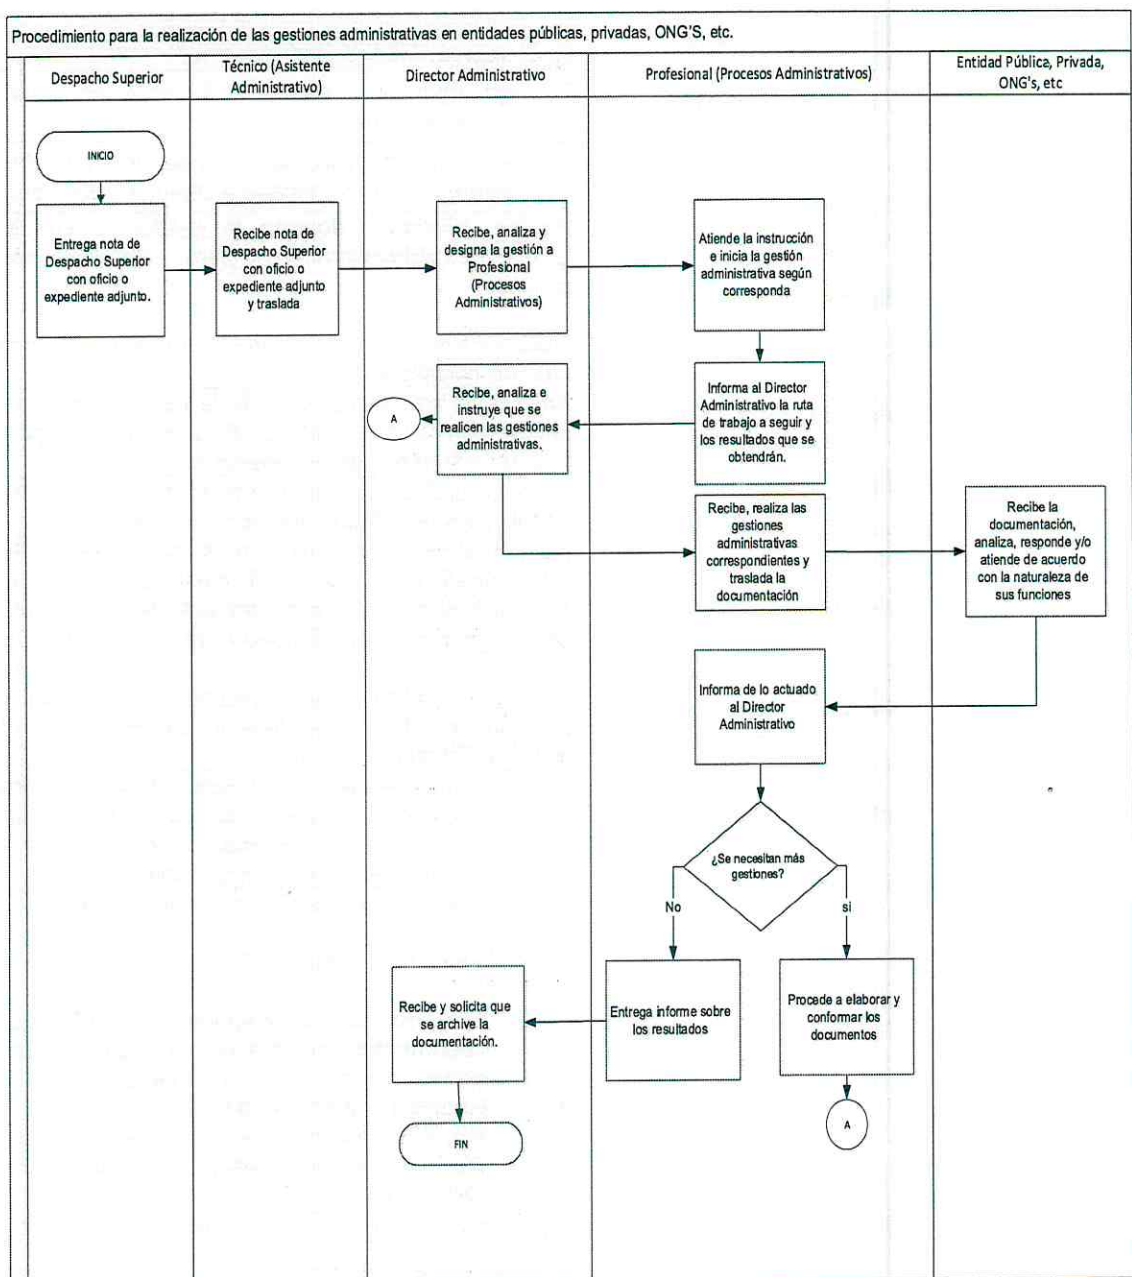 Procedimiento para la realización de las gestiones administrativas en entidades públicas, privadas, ONG'S, etc.
Despacho Superior
Técnico (Asistente
Administrativo)
Director Administrativo
Profesional (Procesos Administrativos)
Entidad Pública, Privada,
ONG's, etc
INICIO
Entrega nota de
Despacho Superior
con oficio o
expediente adjunto.
Recibe nota de
Despacho Superior
con oficio o
expediente adjunto
y traslada
Recibe, analiza y
designa la gestión a
Profesional
(Procesos
Administrativos)
Atiende la instrucción
e inicia la gestión
administrativa según
corresponda
A
Recibe, analiza e
instruye que se
realicen las gestiones
administrativas.
Informa al Director
Administrativo la ruta
de trabajo a seguir y
los resultados que se
obtendrán.
Recibe, realiza las
gestiones
administrativas
correspondientes y
traslada la
documentación
Recibe la
documentación,
analiza, responde y/o
atiende de acuerdo
con la naturaleza de
sus funciones
Informa de lo actuado
al Director
Administrativo
¿Se necesitan más
gestiones?
No
si
Recibe y solicita que
se archive la
documentación.
Entrega informe sobre
los resultados
Procede a elaborar y
conformar los
documentos
A
FIN